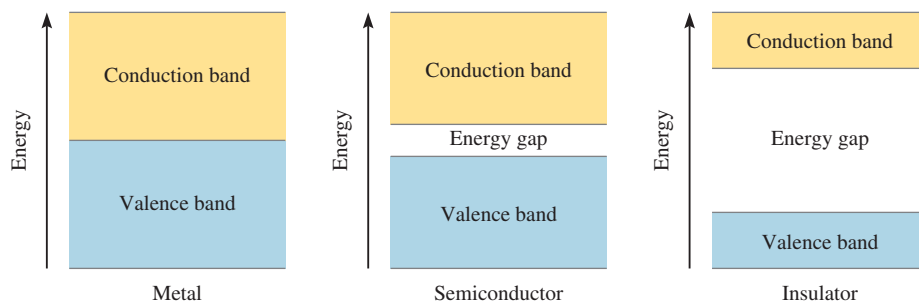 Energy
Conduction band
Valence band
Metal
Energy
Conduction band
Energy gap
Valence band
Semiconductor
Energy
Conduction band
Energy gap
Valence band
Insulator